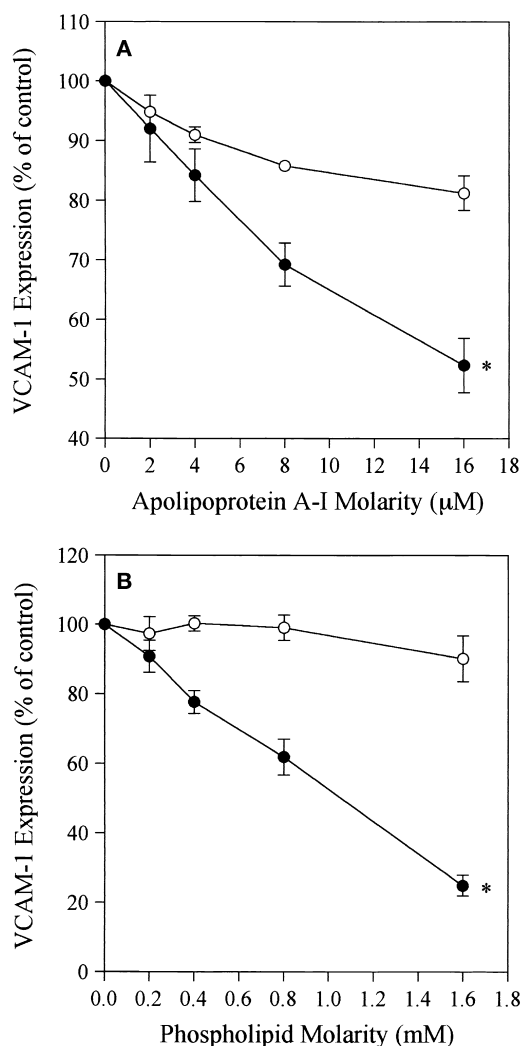 A
VCAM-1 Expression (% of control)
110
100
90
80
70
60
50
40
*
0 2 4 6 8 10 12 14 16 18
Apolipoprotein A-I Molarity (μM)
B
VCAM-1 Expression (% of control)
120
100
80
60
40
20
0
*
0.0 0.2 0.4 0.6 0.8 1.0 1.2 1.4 1.6 1.8
Phospholipid Molarity (mM)